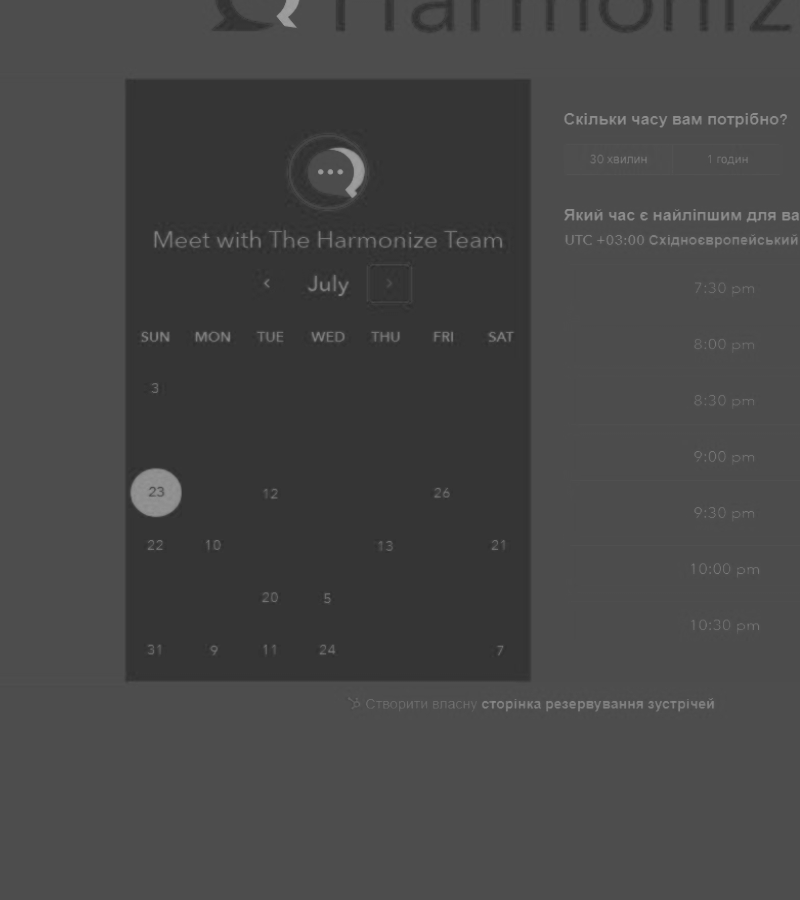 Harmoniz
Meet with The Harmonize Team
July
SUN MON TUE WED THU FRI SAT
3
23 12 26
22 10 13 21
20 5
31 9 11 24 7
Скільки часу вам потрібно?
30 хвилин 1 годин
Який час є найліпшим для ва
UTC +03:00 Східноєвропейський
7:30 pm
8:00 pm
8:30 pm
9:00 pm
9:30 pm
10:00 pm
10:30 pm
Створити власну сторінка резервування зустрічей